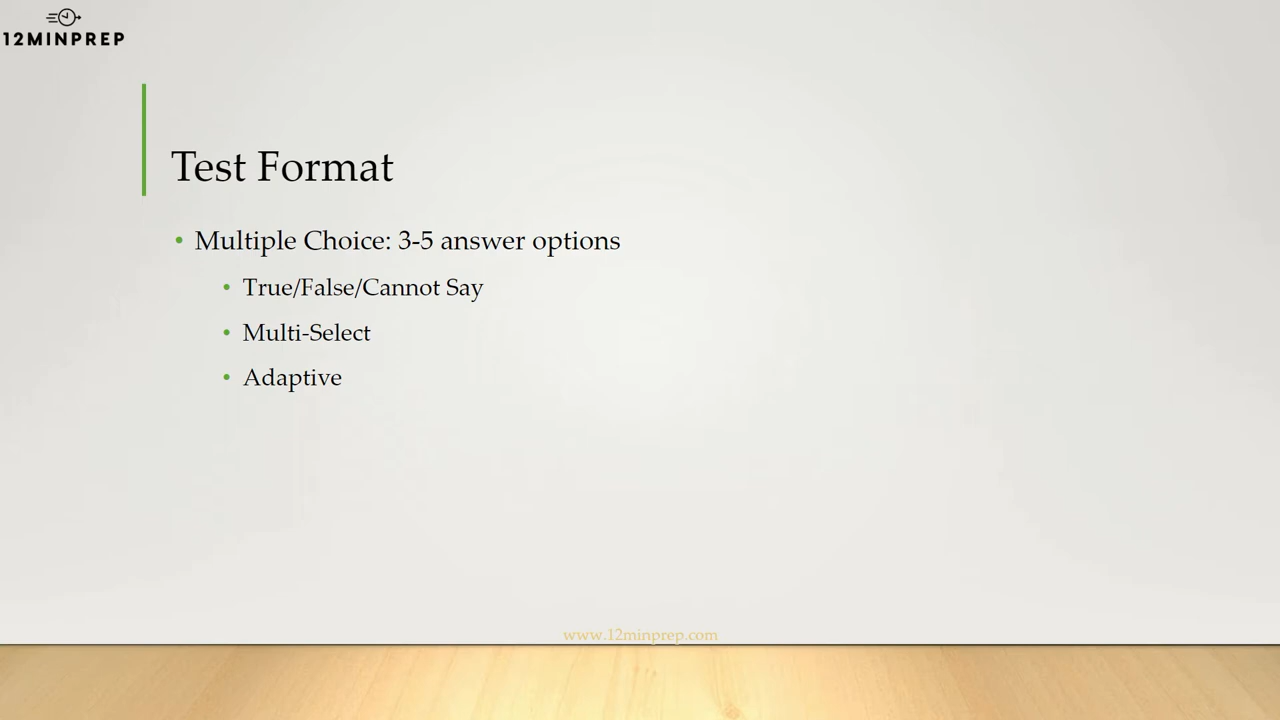 12MINPREP
Test Format
• Multiple Choice: 3-5 answer options
• True/False/Cannot Say
• Multi-Select
• Adaptive
www.12minprep.com